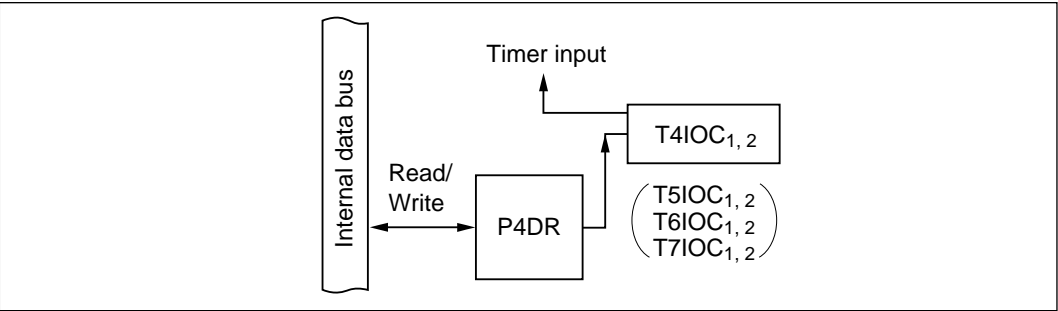 Internal data bus
Timer input
T4IOC1, 2
Read/
Write
P4DR
T5IOC1, 2
T6IOC1, 2
T7IOC1, 2